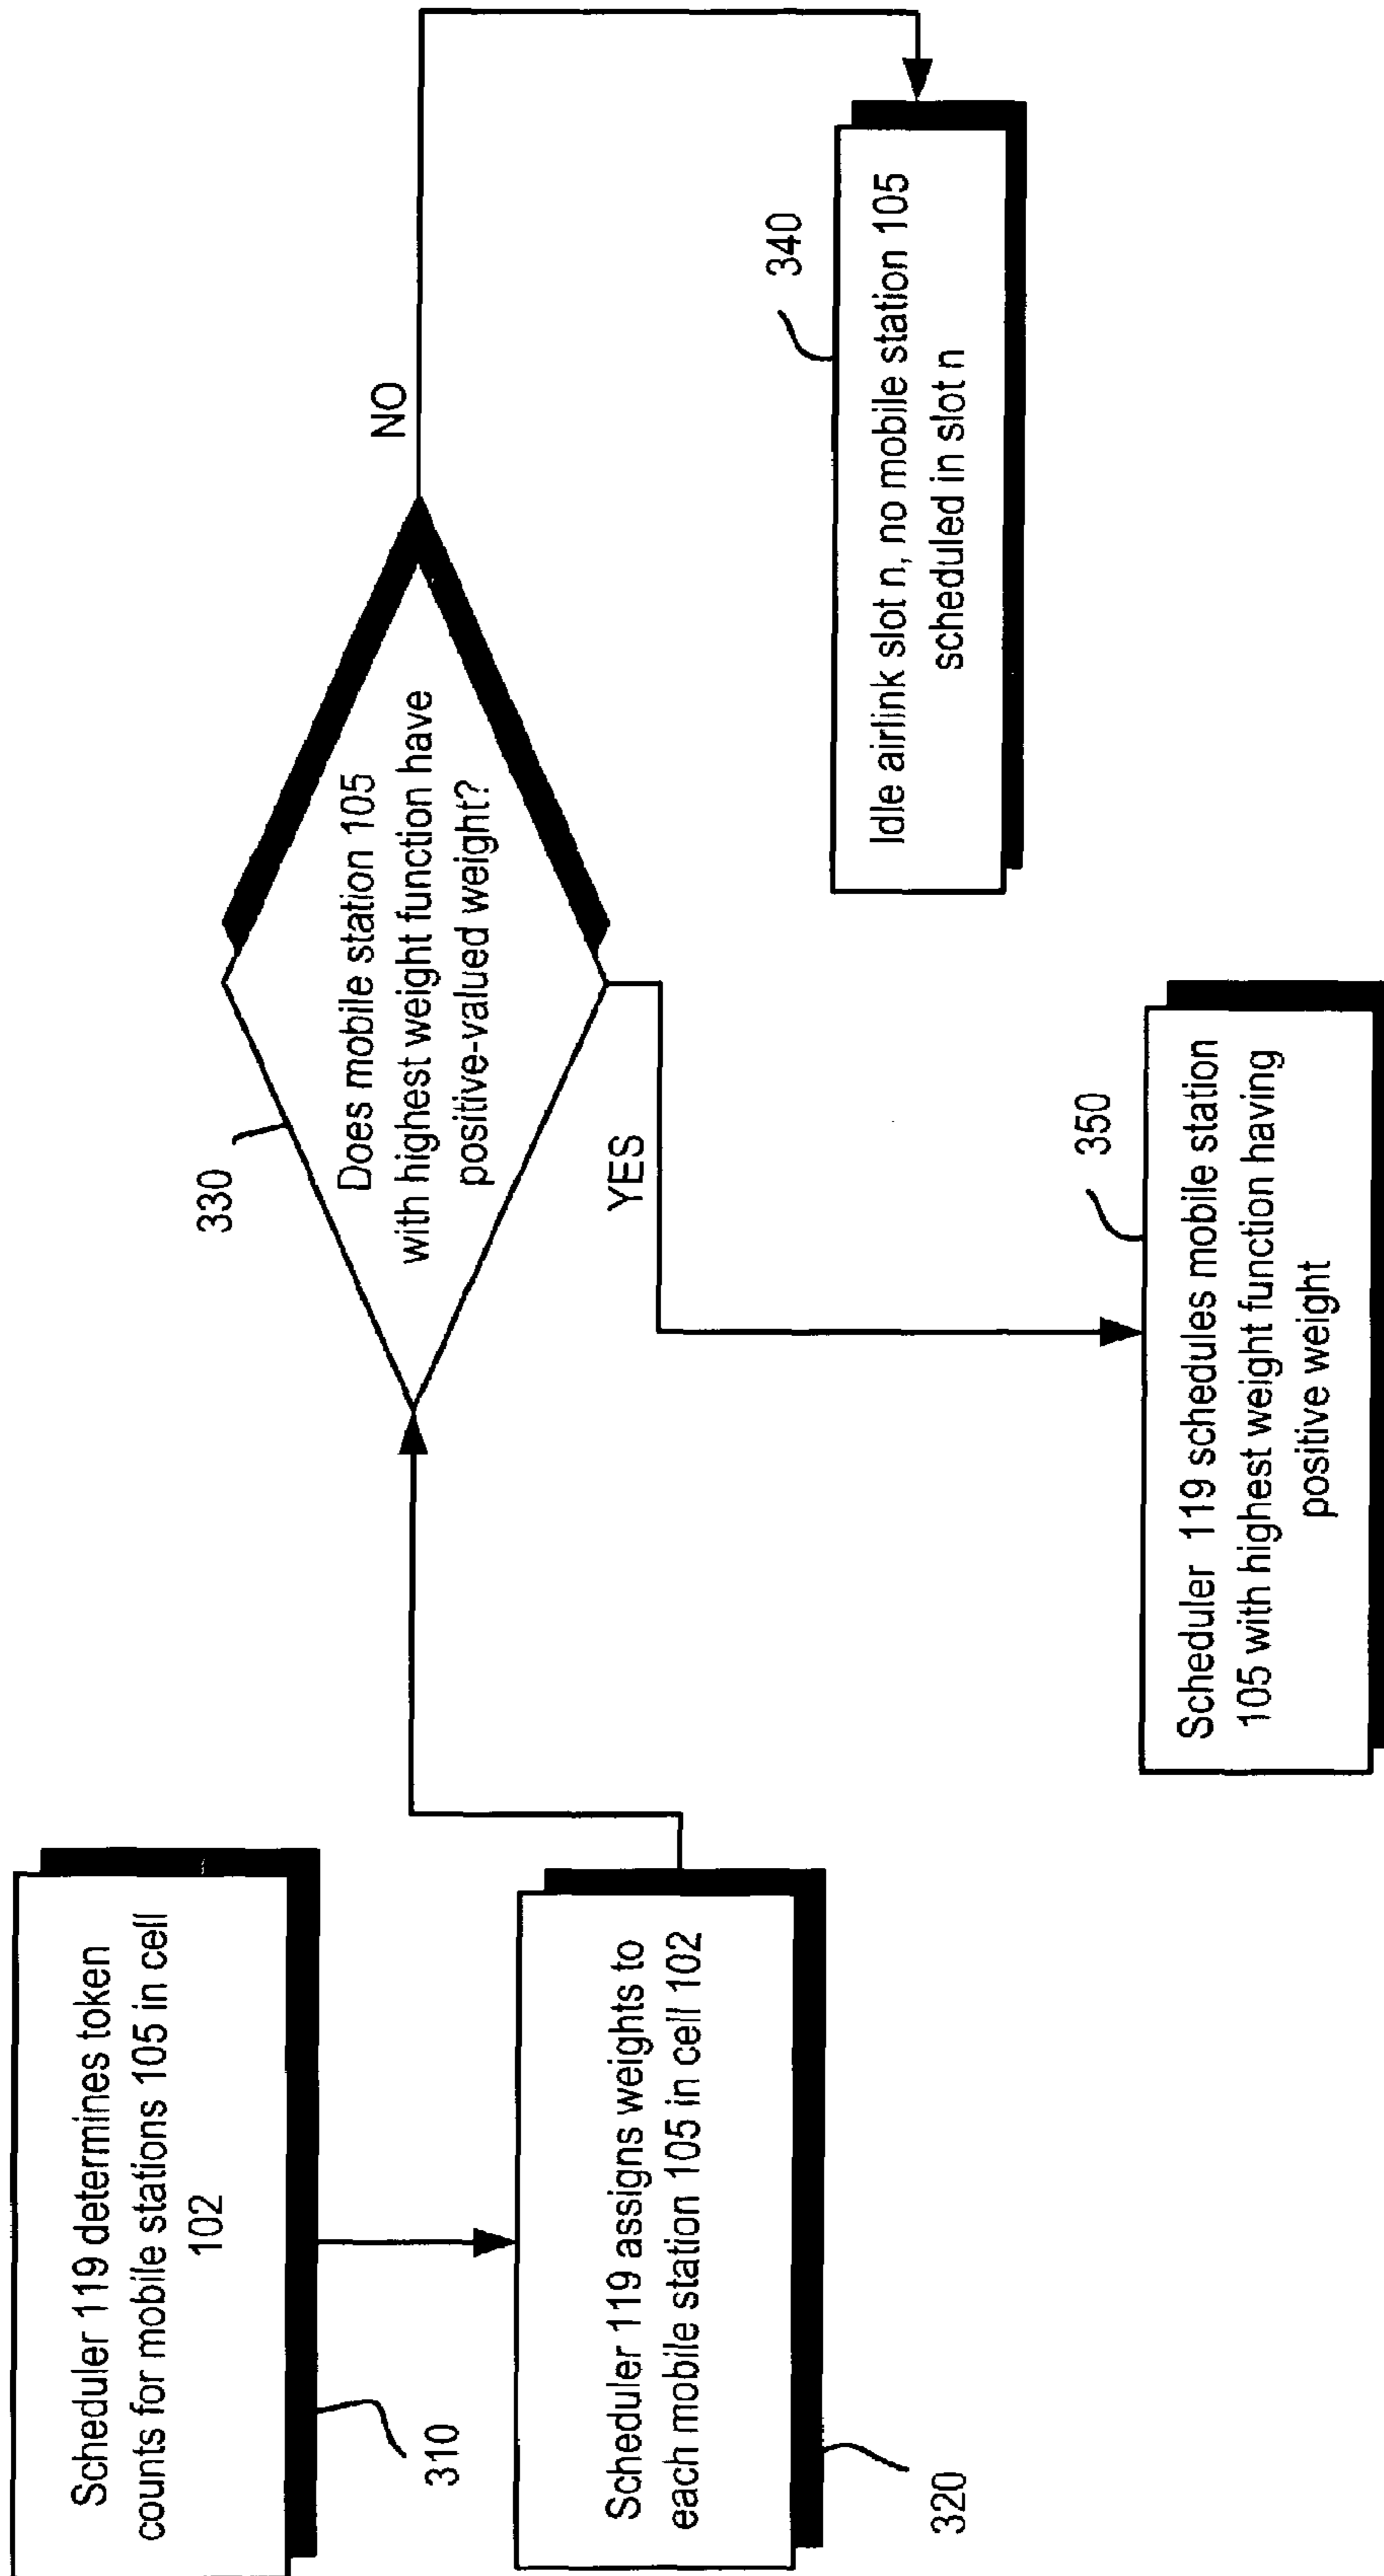 Scheduler 119 determines token
counts for mobile stations 105 in cell
102
310
Scheduler 119 assigns weights to
each mobile station 105 in cell 102
320
330
Does mobile station 105
with highest weight function have
positive-valued weight?
NO
YES
340
Idle airlink slot n, no mobile station 105
scheduled in slot n
350
Scheduler 119 schedules mobile station
105 with highest weight function having
positive weight